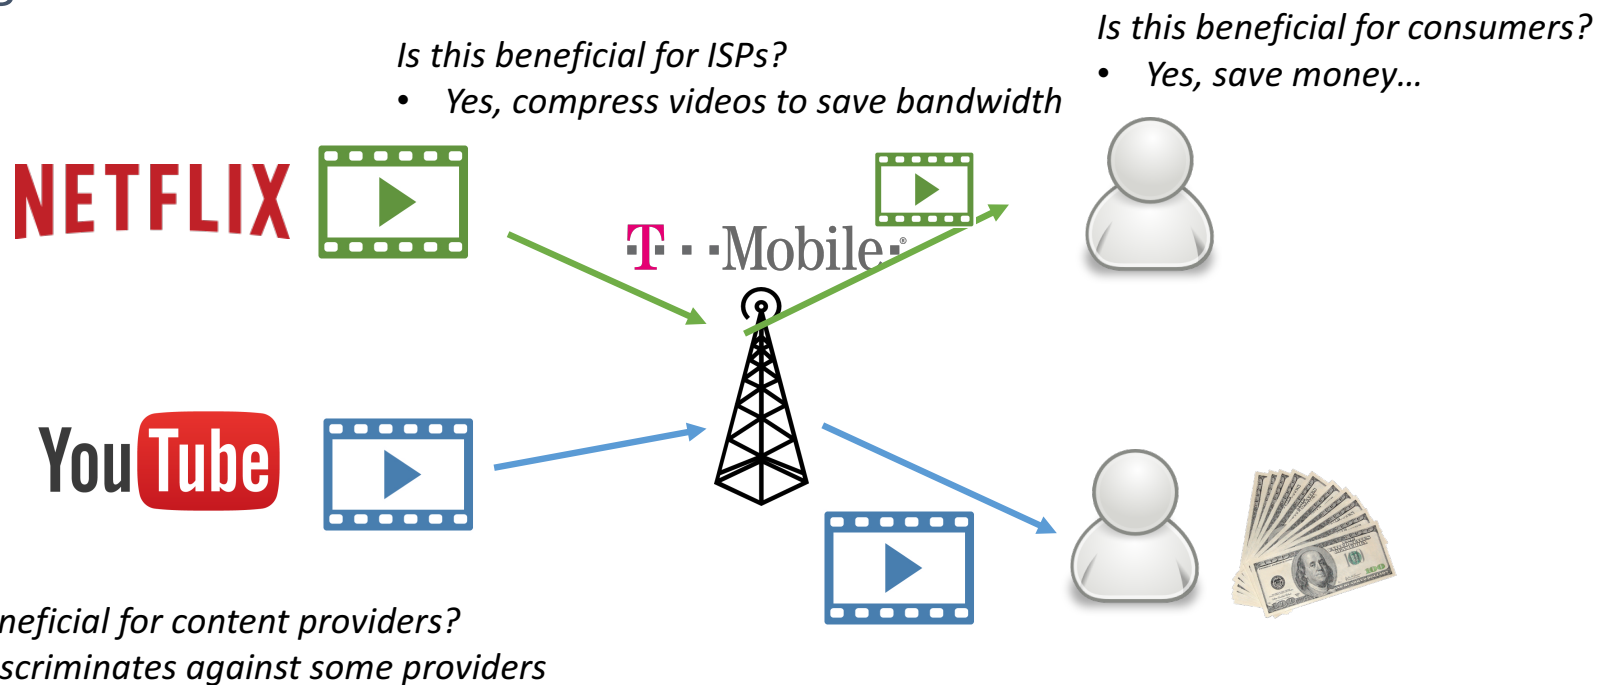 Is this beneficial for consumers?
• Yes, save money...
Is this beneficial for ISPs?
• Yes, compress videos to save bandwidth
NETFLIX
T··Mobile·®
YouTube
neficial for content providers?
scriminates against some providers